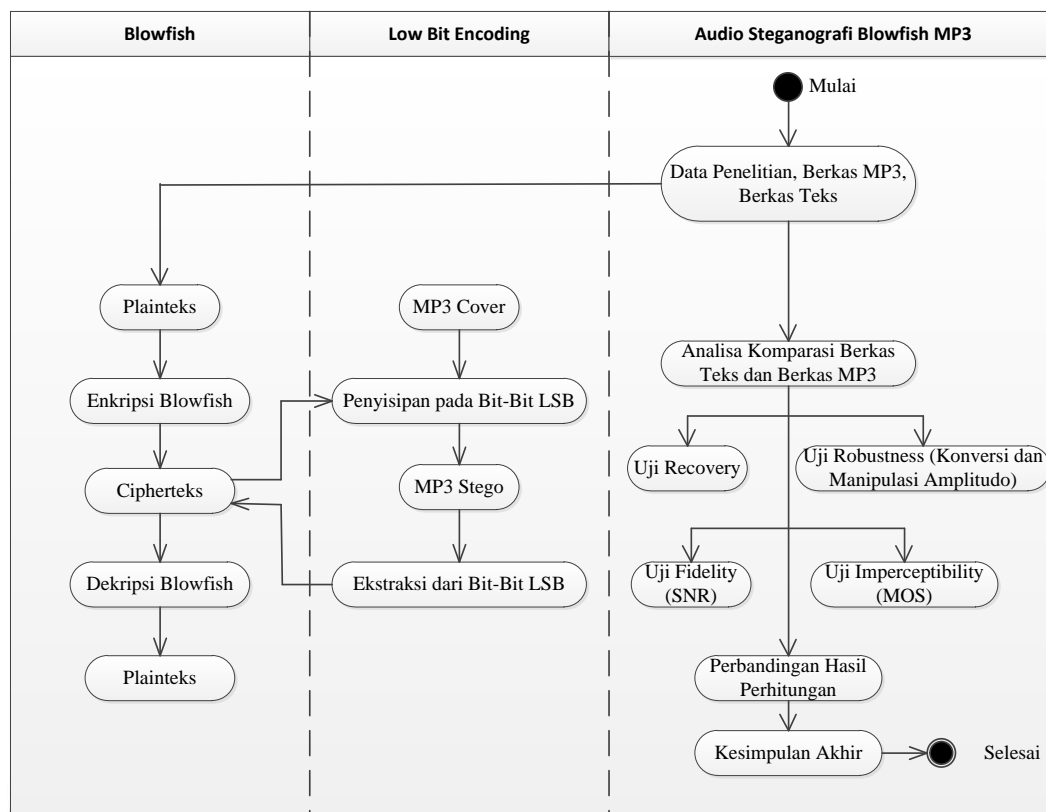 Blowfish
Low Bit Encoding
Audio Steganografi Blowfish MP3
Mulai
Data Penelitian, Berkas MP3,
Berkas Teks
Plainteks
MP3 Cover
Analisa Komparasi Berkas
Teks dan Berkas MP3
Enkripsi Blowfish
Penyisipan pada Bit-Bit LSB
Uji Recovery
Uji Robustness (Konversi dan
Manipulasi Amplitudo)
Cipherteks
MP3 Stego
Dekripsi Blowfish
Ekstraksi dari Bit-Bit LSB
Uji Fidelity
(SNR)
Uji Imperceptibility
(MOS)
Plainteks
Perbandingan Hasil
Perhitungan
Kesimpulan Akhir
Selesai